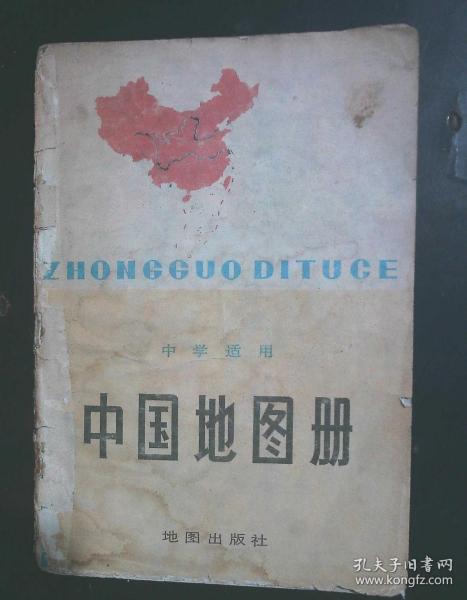 ZHONGGUO DITUCE
中学适用
中国地图册
地图出版社
孔夫子旧书网
www.kongfz.com